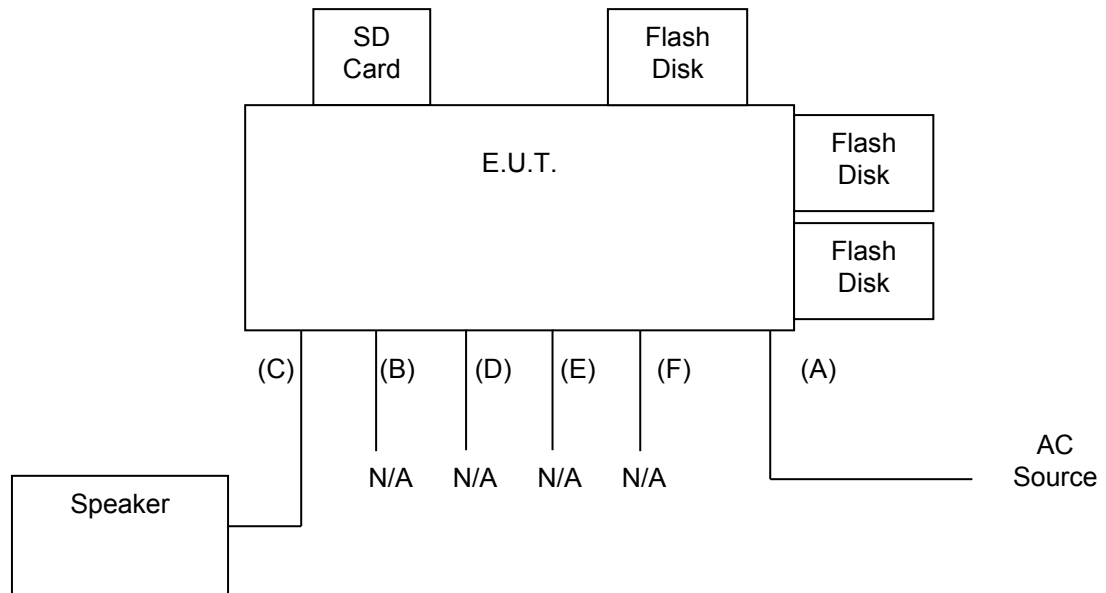 SD
Card
Flash
Disk
E.U.T.
Flash
Disk
Flash
Disk
(C)
(B)
(D)
(E)
(F)
(A)
N/A
N/A
N/A
N/A
AC
Source
Speaker